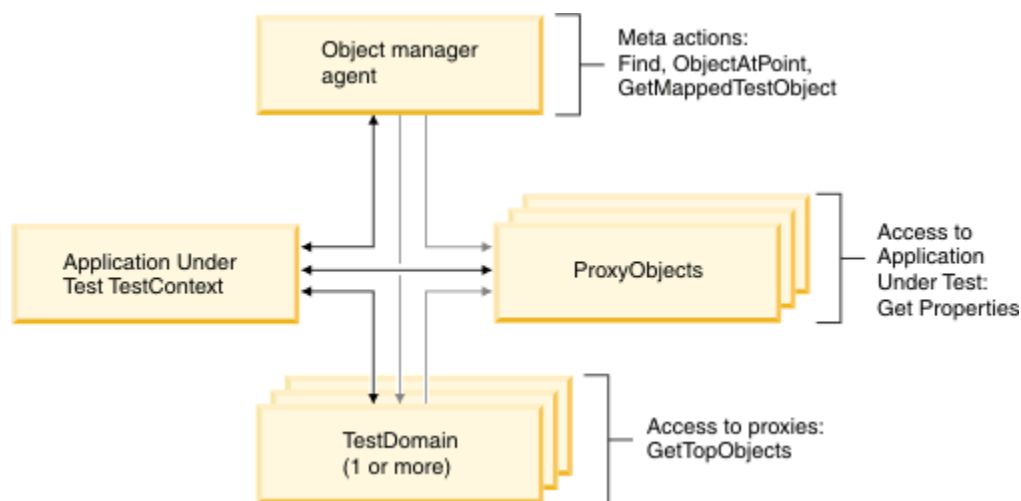 Object manager
agent
Meta actions:
Find, ObjectAtPoint,
GetMappedTestObject
Application Under
Test TestContext
ProxyObjects
Access to
Application
Under Test:
Get Properties
TestDomain
(1 or more)
Access to proxies:
GetTopObjects